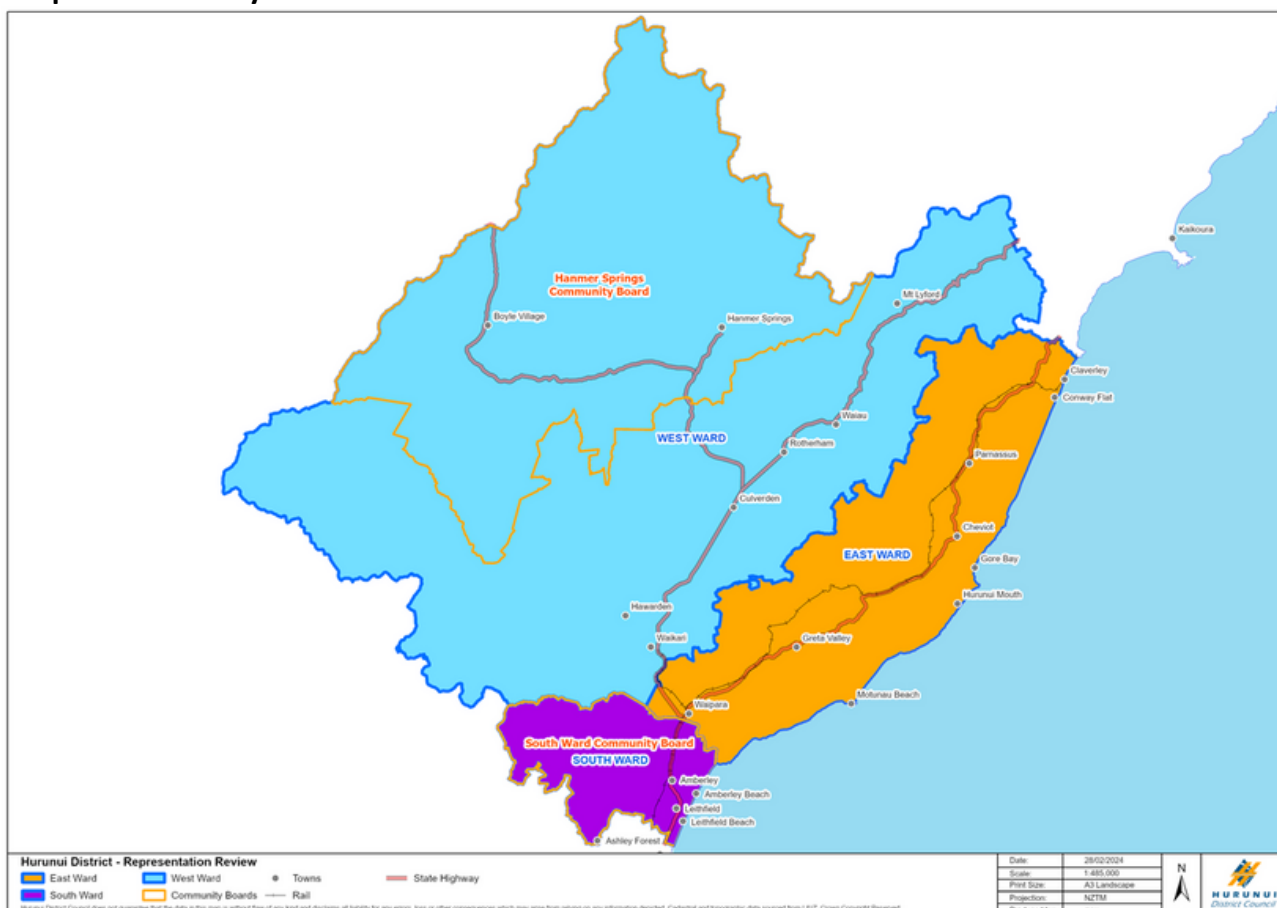 Kaikoura
Hanmer Springs
Community Board
Mt Lyford
Boyle Village
Hanmer Springs
Claverley
Conway Flat
Waiau
WEST WARD
Rotherham
Parnassus
Culverden
Cheviot
EAST WARD
Gore Bay
Hurunui Mouth
Hawarden
Waikari
Greta Valley
Motunau Beach
Waipara
South Ward Community Board
SOUTH WARD
Amberley
Amberley Beach
Leithfield
Leithfield Beach
Ashley Forest
Hurunui District - Representation Review
East Ward
West Ward
Towns
State Highway
South Ward
Community Boards
Rail
Date: 28/02/2024
Scale: 1:485,000
Print Size: A3 Landscape
Projection: NZTM
N
HURUNUI
District Council